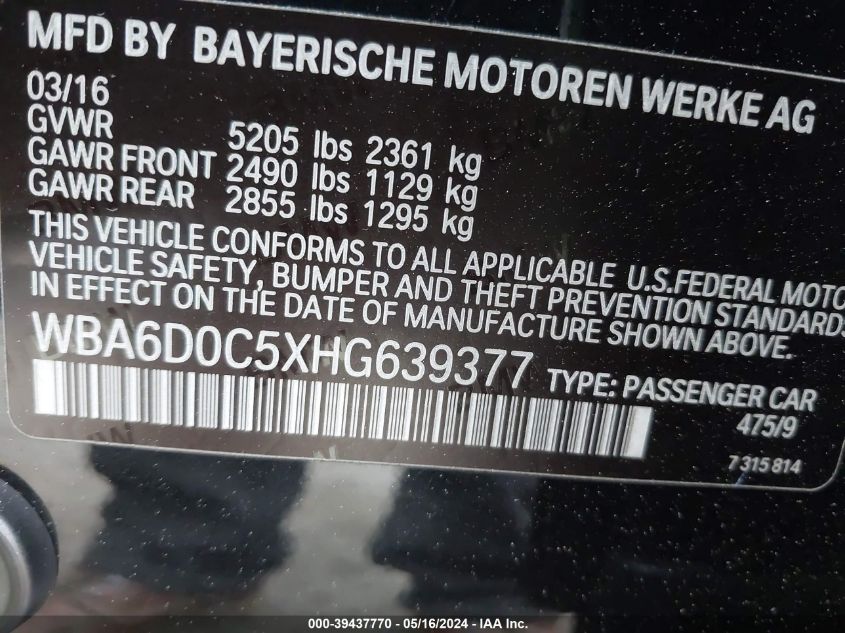 MFD BY BAYERISCHE MOTOREN WERKE AG
03/16
GVWR 5205 lbs 2361 kg
GAWR FRONT 2490 lbs 1129 kg
GAWR REAR 2855 lbs 1295 kg
THIS VEHICLE CONFORMS TO ALL APPLICABLE U.S.FEDERAL MOTO
VEHICLE SAFETY, BUMPER AND THEFT PREVENTION STANDARDS
IN EFFECT ON THE DATE OF MANUFACTURE SHOWN ABOVE.
WBA6D0C5XHG639377 TYPE: PASSENGER CAR
475/9
7 315 814
000-39437770 - 05/16/2024 - IAA Inc.